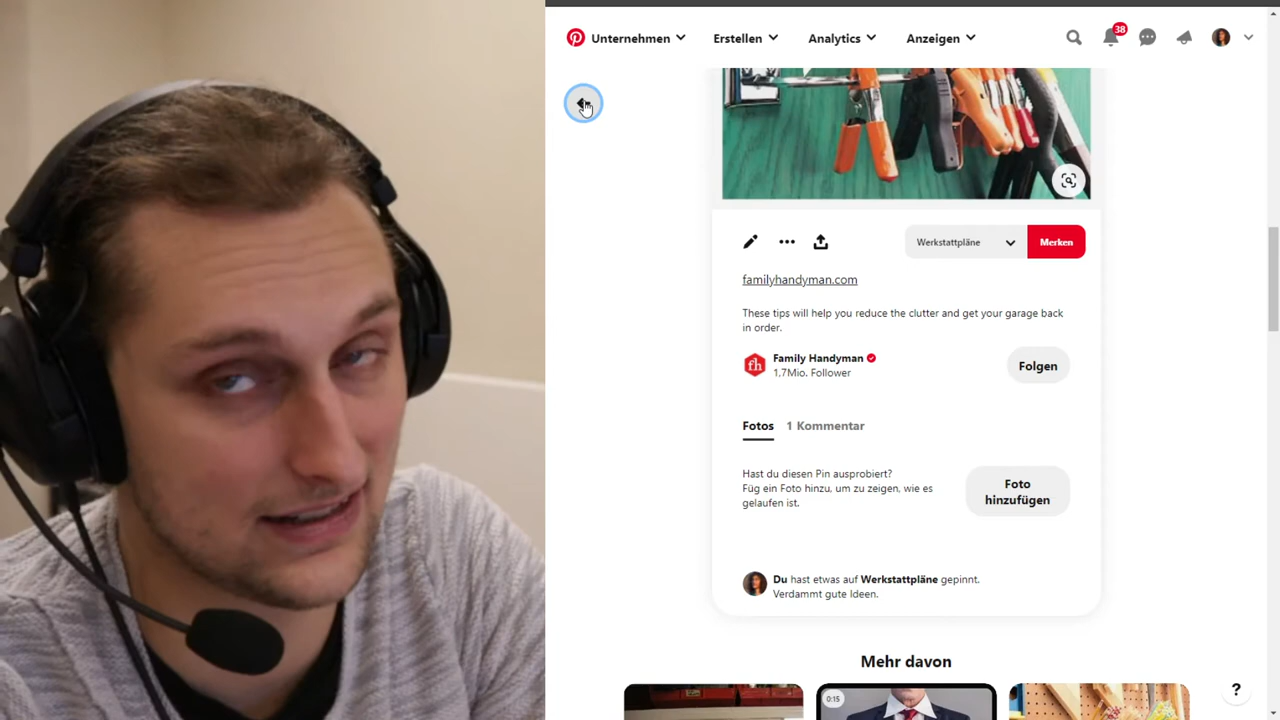 Unternehmen
Erstellen
Analytics
Anzeigen
38
Werkstattpläne
Merken
familyhandyman.com
These tips will help you reduce the clutter and get your garage back
in order.
fh
Family Handyman
1,7Mio. Follower
Folgen
Fotos
1 Kommentar
Hast du diesen Pin ausprobiert?
Füg ein Foto hinzu, um zu zeigen, wie es
gelaufen ist.
Foto
hinzufügen
Du hast etwas auf Werkstattpläne gepinnt.
Verdammt gute Ideen.
Mehr davon
0:15
?